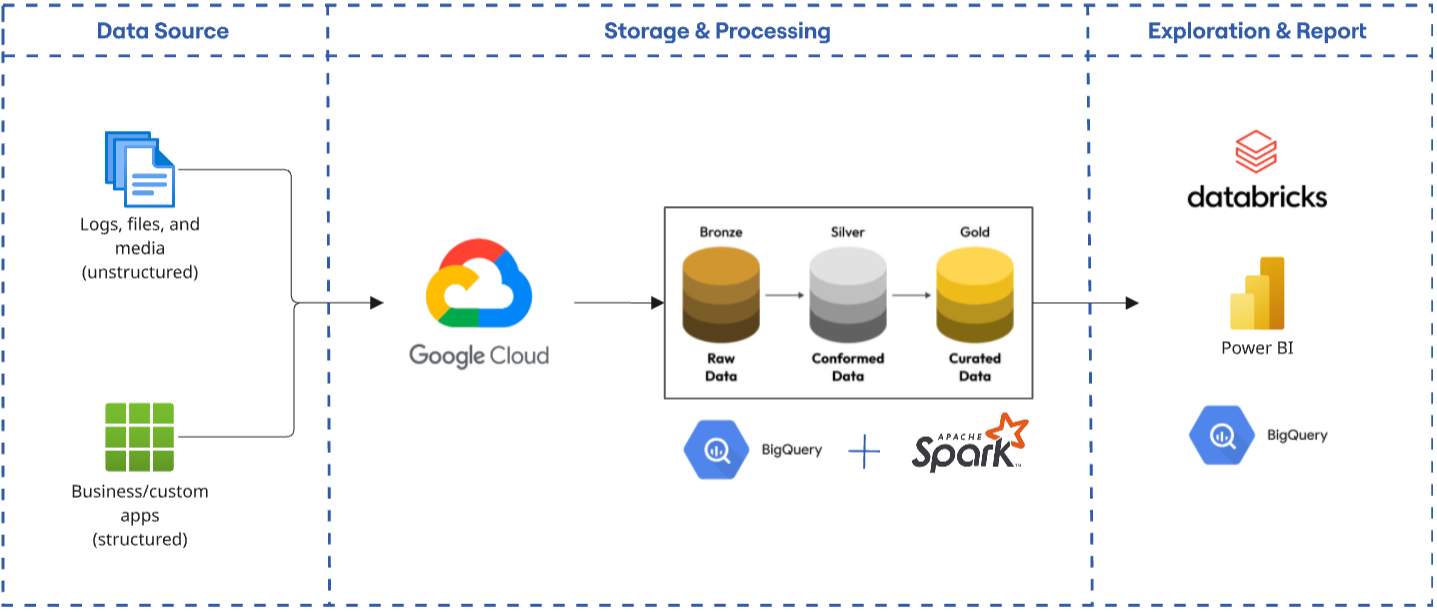 Data Source
Storage & Processing
Exploration & Report
Logs, files, and
media
(unstructured)
Business/custom
apps
(structured)
Google Cloud
Bronze
Silver
Gold
Raw
Data
Conformed
Data
Curated
Data
BigQuery
APACHE
Spark™
databricks
Power BI
BigQuery